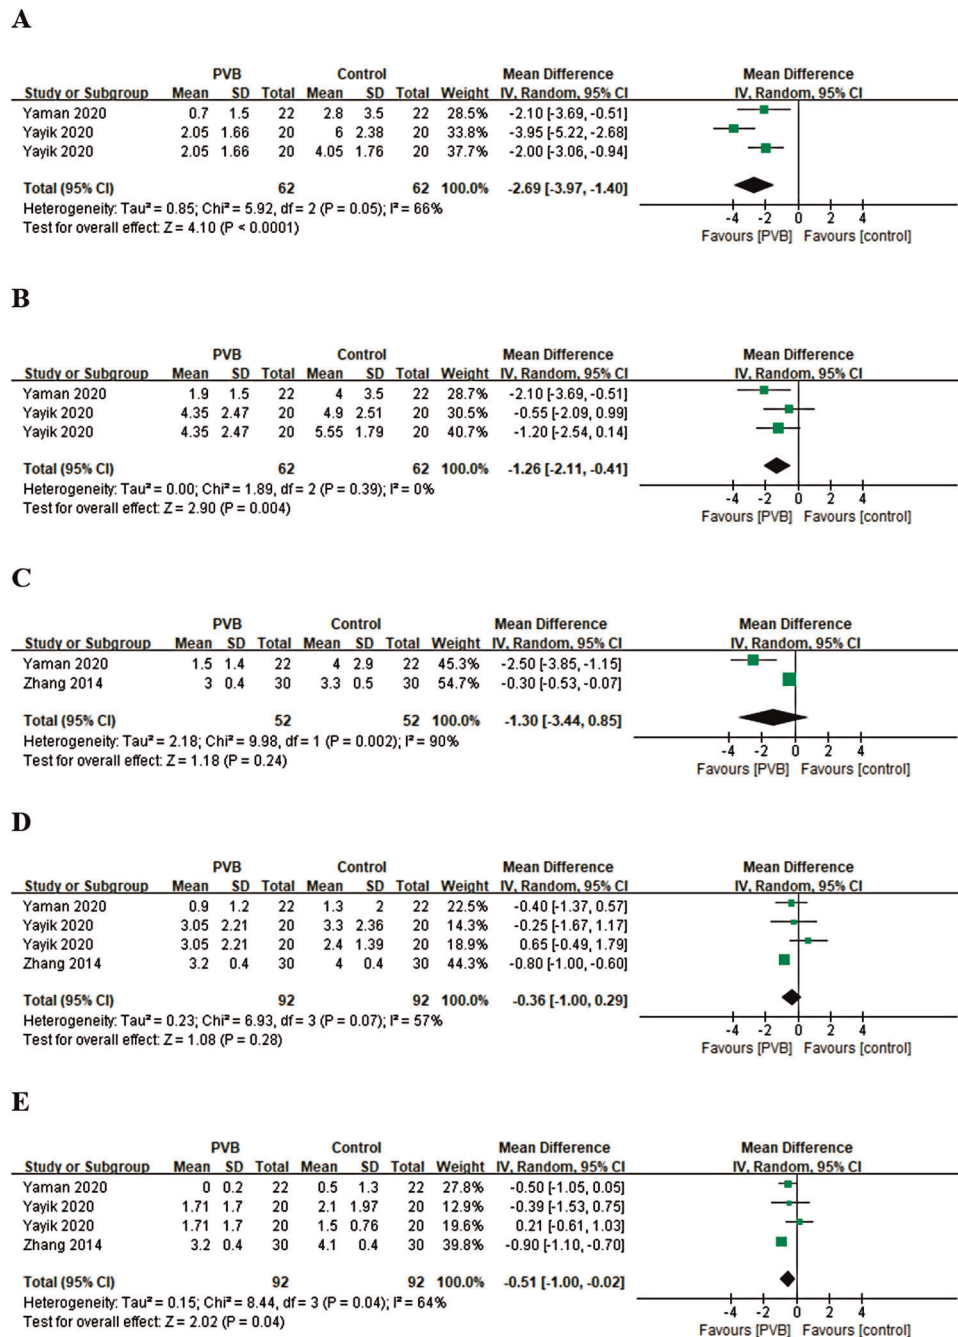 A
PVB Control Mean Difference Mean Difference
Study or Subgroup Mean SD Total Mean SD Total Weight IV, Random, 95% CI IV, Random, 95% CI
Yaman 2020 0.7 1.5 22 2.8 3.5 22 28.5% -2.10 [-3.69, -0.51]
Yayik 2020 2.05 1.66 20 6 2.38 20 33.8% -3.95 [-5.22, -2.68]
Yayik 2020 2.05 1.66 20 4.05 1.76 20 37.7% -2.00 [-3.06, -0.94]
Total (95% CI) 62 62 100.0% -2.69 [-3.97, -1.40]
Heterogeneity: Tau² = 0.85; Chi² = 5.92, df = 2 (P = 0.05); I² = 66%
Test for overall effect: Z = 4.10 (P < 0.0001)
-4 -2 0 2 4
Favours [PVB] Favours [control]
B
PVB Control Mean Difference Mean Difference
Study or Subgroup Mean SD Total Mean SD Total Weight IV, Random, 95% CI IV, Random, 95% CI
Yaman 2020 1.9 1.5 22 4 3.5 22 28.7% -2.10 [-3.69, -0.51]
Yayik 2020 4.35 2.47 20 4.9 2.51 20 30.5% -0.55 [-2.09, 0.99]
Yayik 2020 4.35 2.47 20 5.55 1.79 20 40.7% -1.20 [-2.54, 0.14]
Total (95% CI) 62 62 100.0% -1.26 [-2.11, -0.41]
Heterogeneity: Tau² = 0.00; Chi² = 1.89, df = 2 (P = 0.39); I² = 0%
Test for overall effect: Z = 2.90 (P = 0.004)
-4 -2 0 2 4
Favours [PVB] Favours [control]
C
PVB Control Mean Difference Mean Difference
Study or Subgroup Mean SD Total Mean SD Total Weight IV, Random, 95% CI IV, Random, 95% CI
Yaman 2020 1.5 1.4 22 4 2.9 22 45.3% -2.50 [-3.85, -1.15]
Zhang 2014 3 0.4 30 3.3 0.5 30 54.7% -0.30 [-0.53, -0.07]
Total (95% CI) 52 52 100.0% -1.30 [-3.44, 0.85]
Heterogeneity: Tau² = 2.18; Chi² = 9.98, df = 1 (P = 0.002); I² = 90%
Test for overall effect: Z = 1.18 (P = 0.24)
-4 -2 0 2 4
Favours [PVB] Favours [control]
D
PVB Control Mean Difference Mean Difference
Study or Subgroup Mean SD Total Mean SD Total Weight IV, Random, 95% CI IV, Random, 95% CI
Yaman 2020 0.9 1.2 22 1.3 2 22 22.5% -0.40 [-1.37, 0.57]
Yayik 2020 3.05 2.21 20 3.3 2.36 20 14.3% -0.25 [-1.67, 1.17]
Yayik 2020 3.05 2.21 20 2.4 1.39 20 18.9% 0.65 [-0.49, 1.79]
Zhang 2014 3.2 0.4 30 4 0.4 30 44.3% -0.80 [-1.00, -0.60]
Total (95% CI) 92 92 100.0% -0.36 [-1.00, 0.29]
Heterogeneity: Tau² = 0.23; Chi² = 6.93, df = 3 (P = 0.07); I² = 57%
Test for overall effect: Z = 1.08 (P = 0.28)
-4 -2 0 2 4
Favours [PVB] Favours [control]
E
PVB Control Mean Difference Mean Difference
Study or Subgroup Mean SD Total Mean SD Total Weight IV, Random, 95% CI IV, Random, 95% CI
Yaman 2020 0 0.2 22 0.5 1.3 22 27.8% -0.50 [-1.05, 0.05]
Yayik 2020 1.71 1.7 20 2.1 1.97 20 12.9% -0.39 [-1.53, 0.75]
Yayik 2020 1.71 1.7 20 1.5 0.76 20 19.6% 0.21 [-0.61, 1.03]
Zhang 2014 3.2 0.4 30 4.1 0.4 30 39.8% -0.90 [-1.10, -0.70]
Total (95% CI) 92 92 100.0% -0.51 [-1.00, -0.02]
Heterogeneity: Tau² = 0.15; Chi² = 8.44, df = 3 (P = 0.04); I² = 64%
Test for overall effect: Z = 2.02 (P = 0.04)
-4 -2 0 2 4
Favours [PVB] Favours [control]